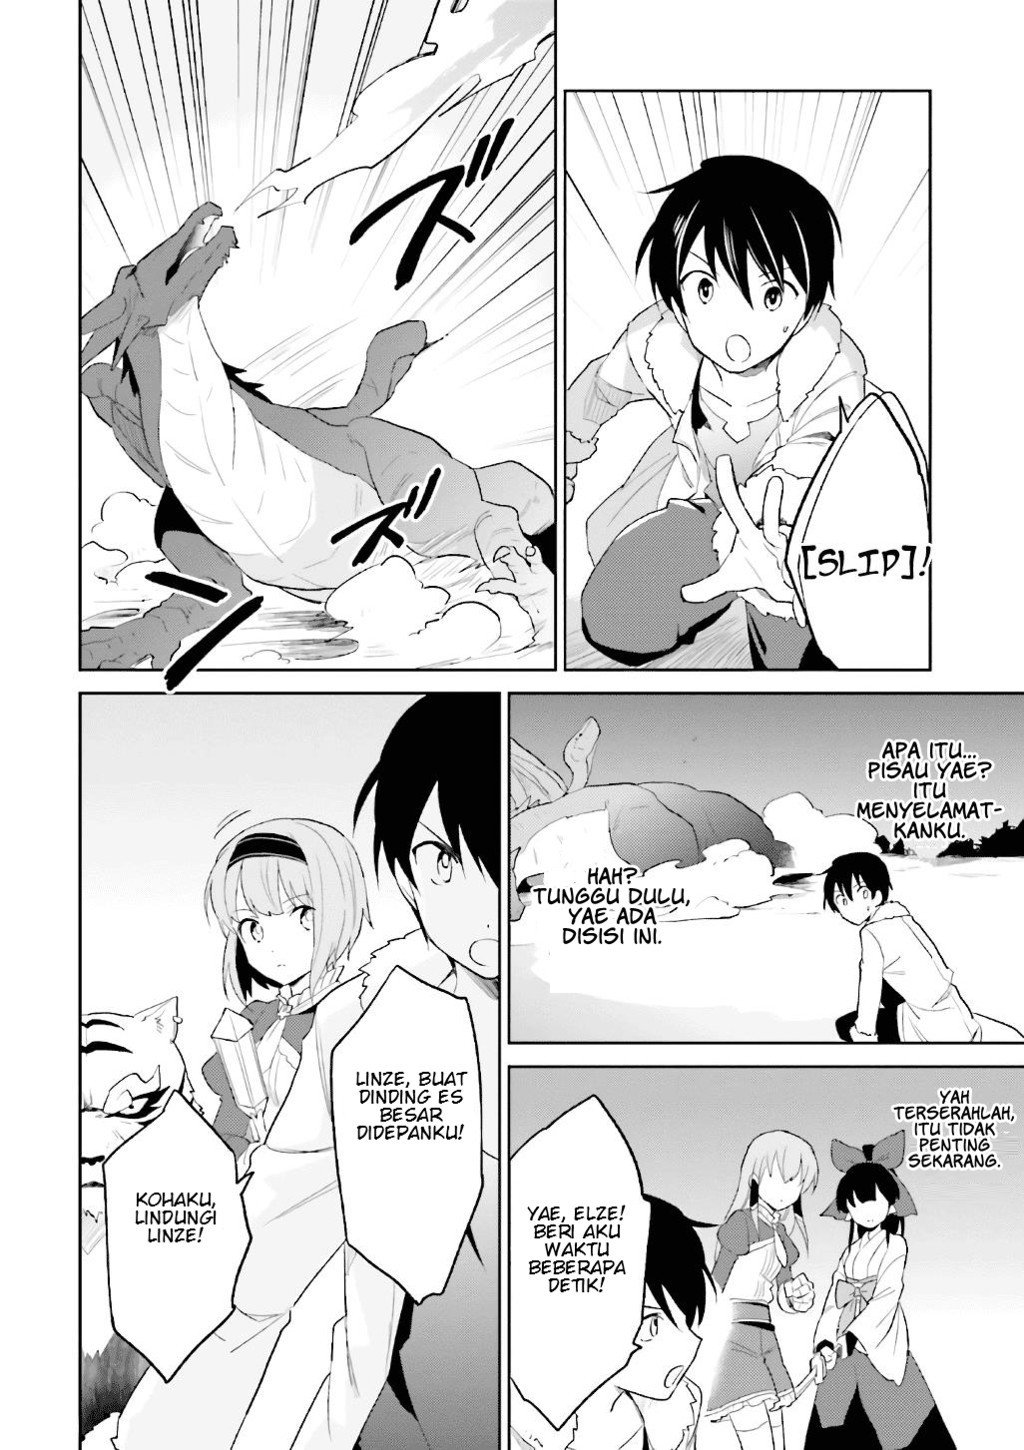 [SLIP]!
ズ
ズ
ン
APA ITU...
PISAU YAE?
ITU
MENYELAMAT-
KANKU.
HAH?
TUNGGU DULU,
YAE ADA
DISISI INI.
YAH
TERSERAHLAH,
ITU TIDAK
PENTING
SEKARANG.
YAE, ELZE!
BERI AKU
WAKTU
BEBERAPA
DETIK!
LINZE, BUAT
DINDING ES
BESAR
DIDEPANKU!
KOHAKU,
LINDUNGI
LINZE!